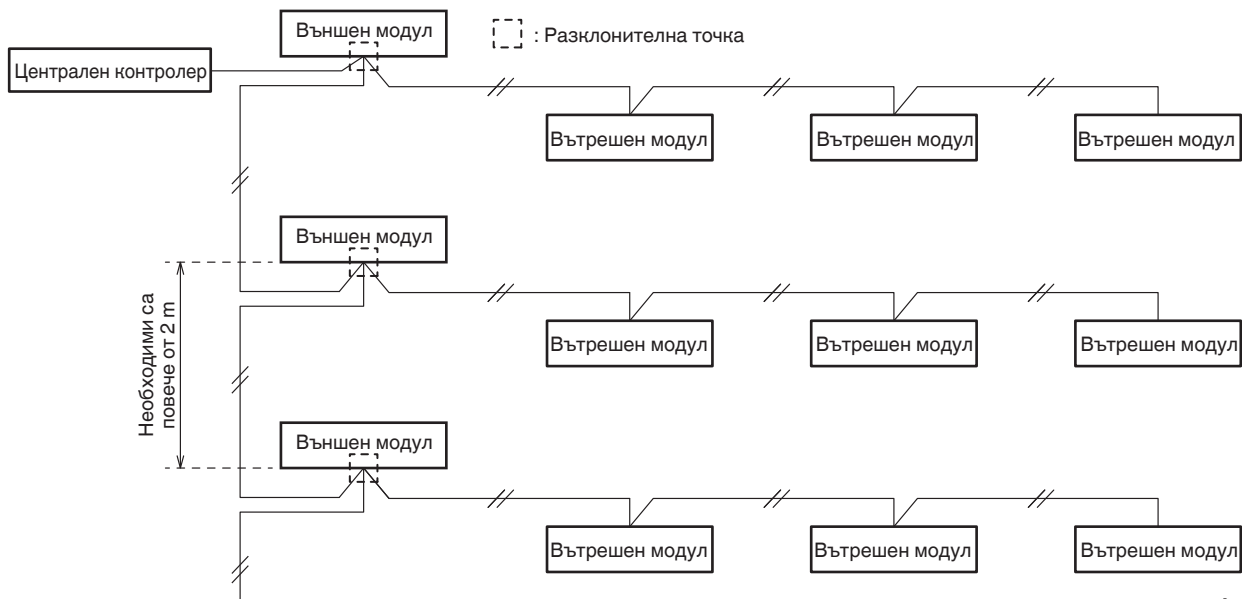 Външен модул
: Разклонителна точка
Централен контролер
Вътрешен модул
Вътрешен модул
Вътрешен модул
Външен модул
Необходими са
повече от 2 m
Вътрешен модул
Вътрешен модул
Вътрешен модул
Външен модул
Вътрешен модул
Вътрешен модул
Вътрешен модул